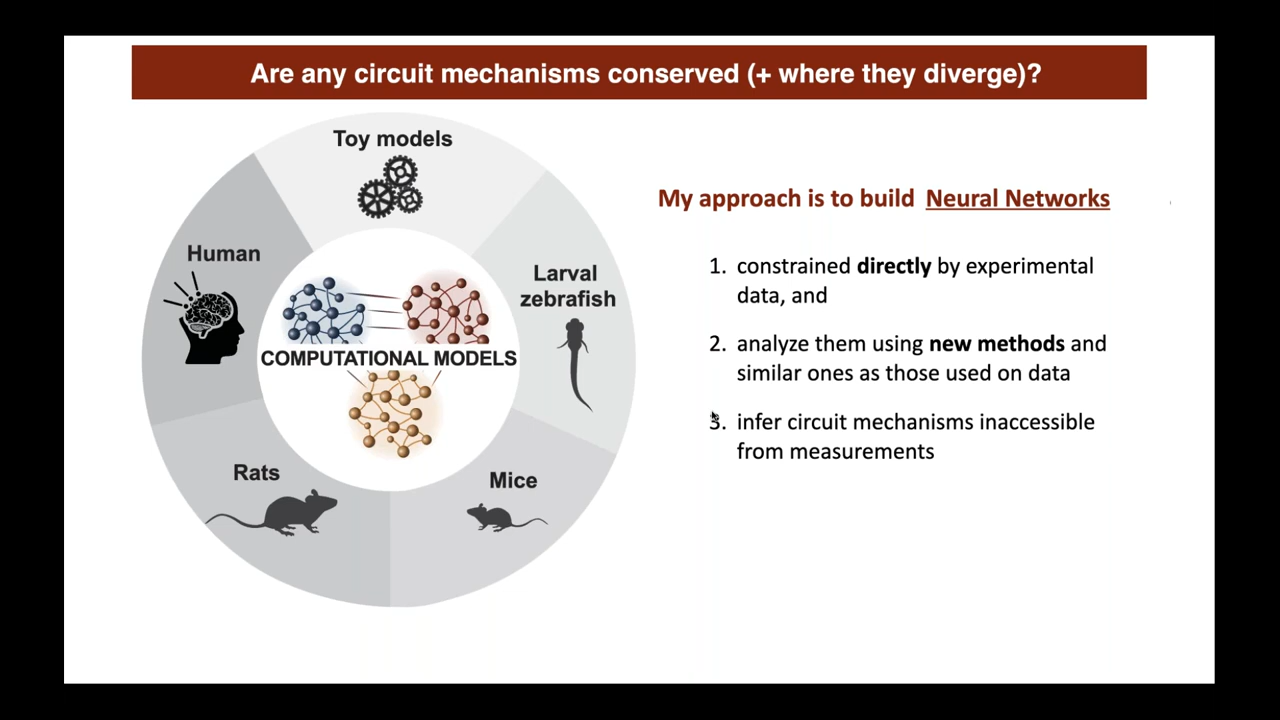 Are any circuit mechanisms conserved (+ where they diverge)?
Toy models
Human
Larval
zebrafish
COMPUTATIONAL MODELS
Rats
Mice
My approach is to build Neural Networks
1. constrained directly by experimental
data, and
2. analyze them using new methods and
similar ones as those used on data
3. infer circuit mechanisms inaccessible
from measurements